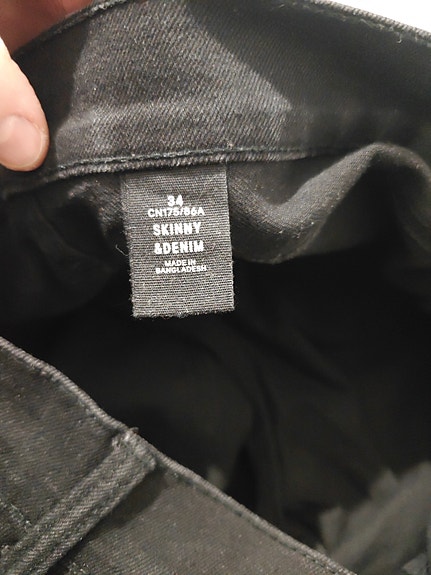 34
CN175/86A
SKINNY
&DENIM
MADE IN
BANGLADESH